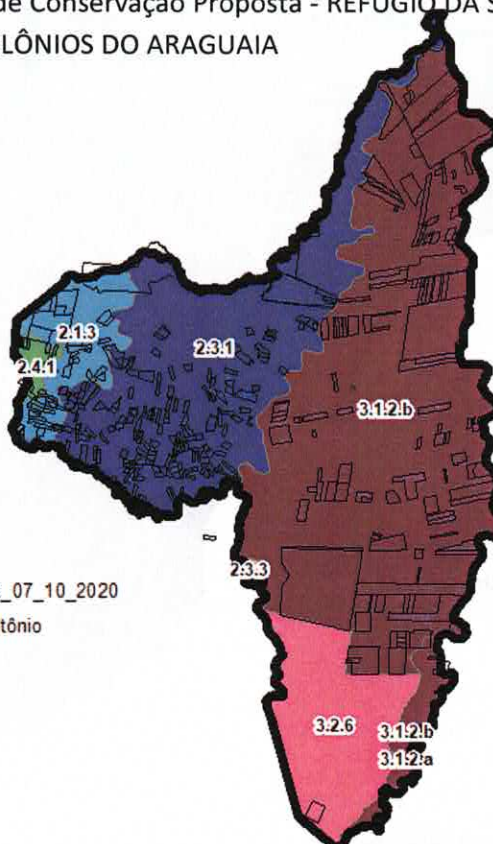 de Conservação Proposta - REFÚGIO DA S
LÔNIOS DO ARAGUAIA
2.1.3
2.3.1
2.4.1
3.1.2.b
2.3.3
_07_10_2020
tônio
3.2.6
3.1.2.b
3.1.2.a